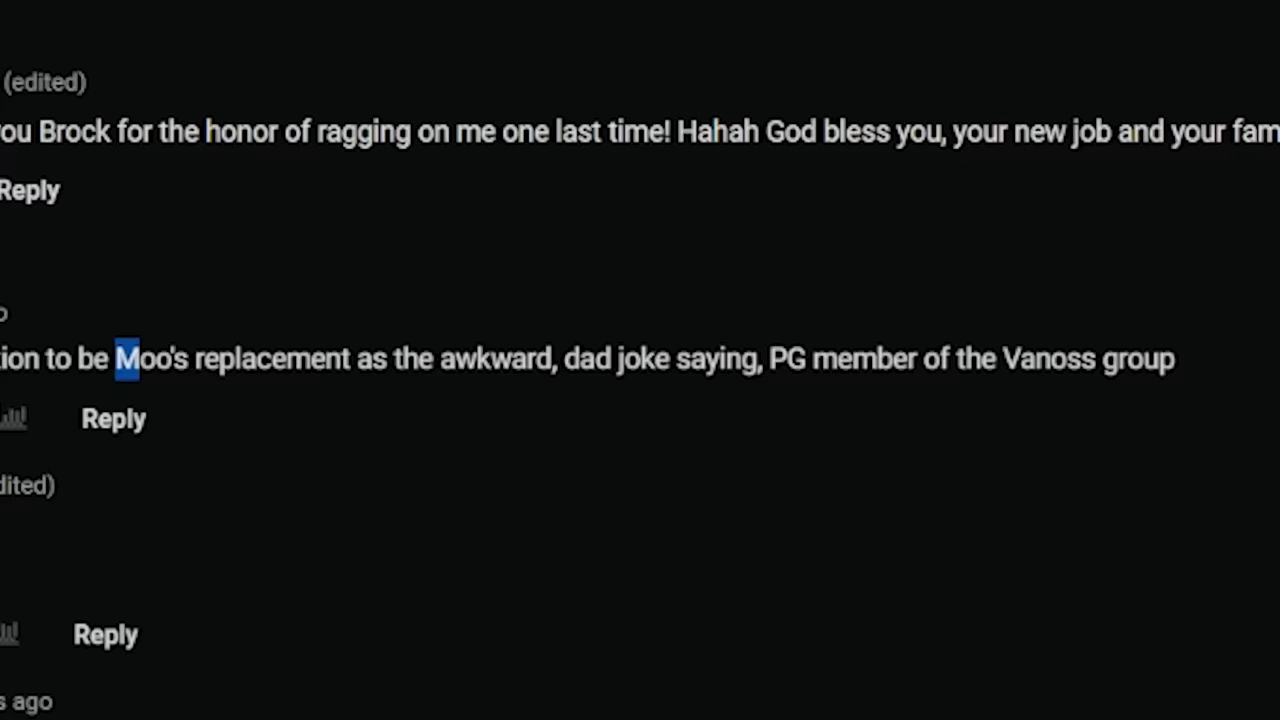 (edited)
you Brock for the honor of ragging on me one last time! Hahah God bless you, your new job and your fam
Reply
tion to be Moo's replacement as the awkward, dad joke saying, PG member of the Vanoss group
Reply
dited)
Reply
s ago